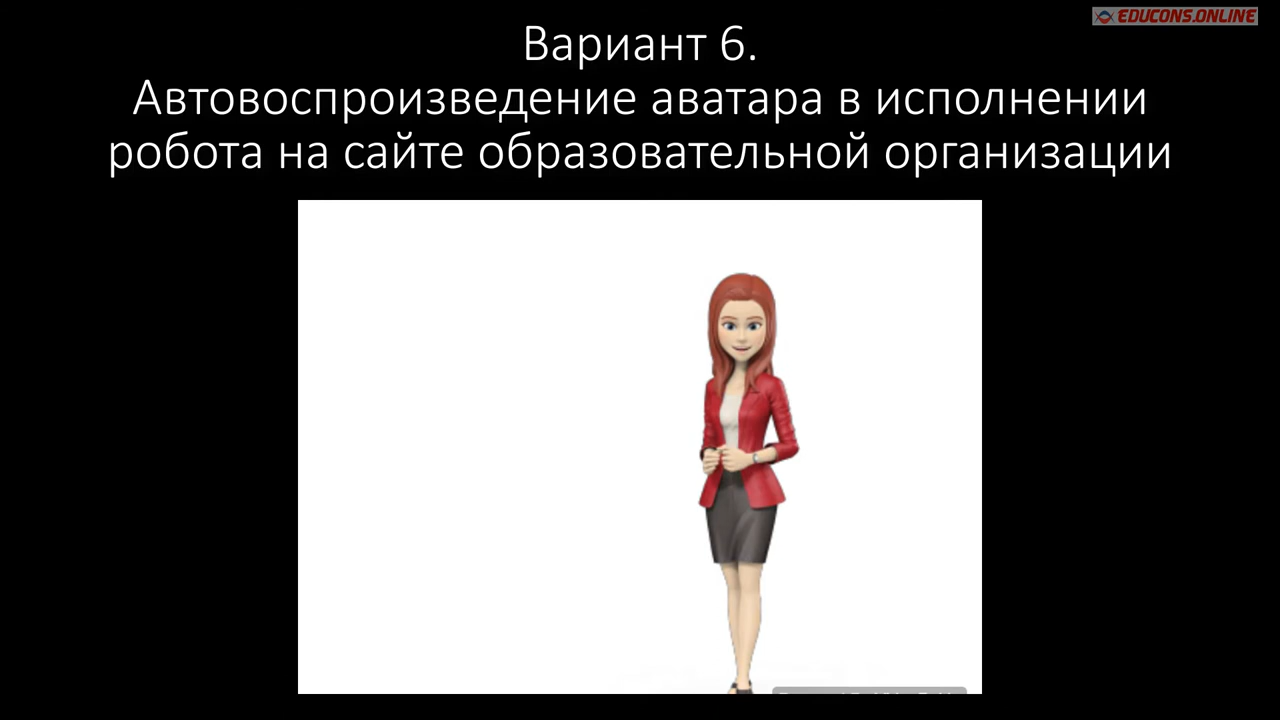 EDUCONS.ONLINE
Вариант 6.
Автовоспроизведение аватара в исполнении
робота на сайте образовательной организации